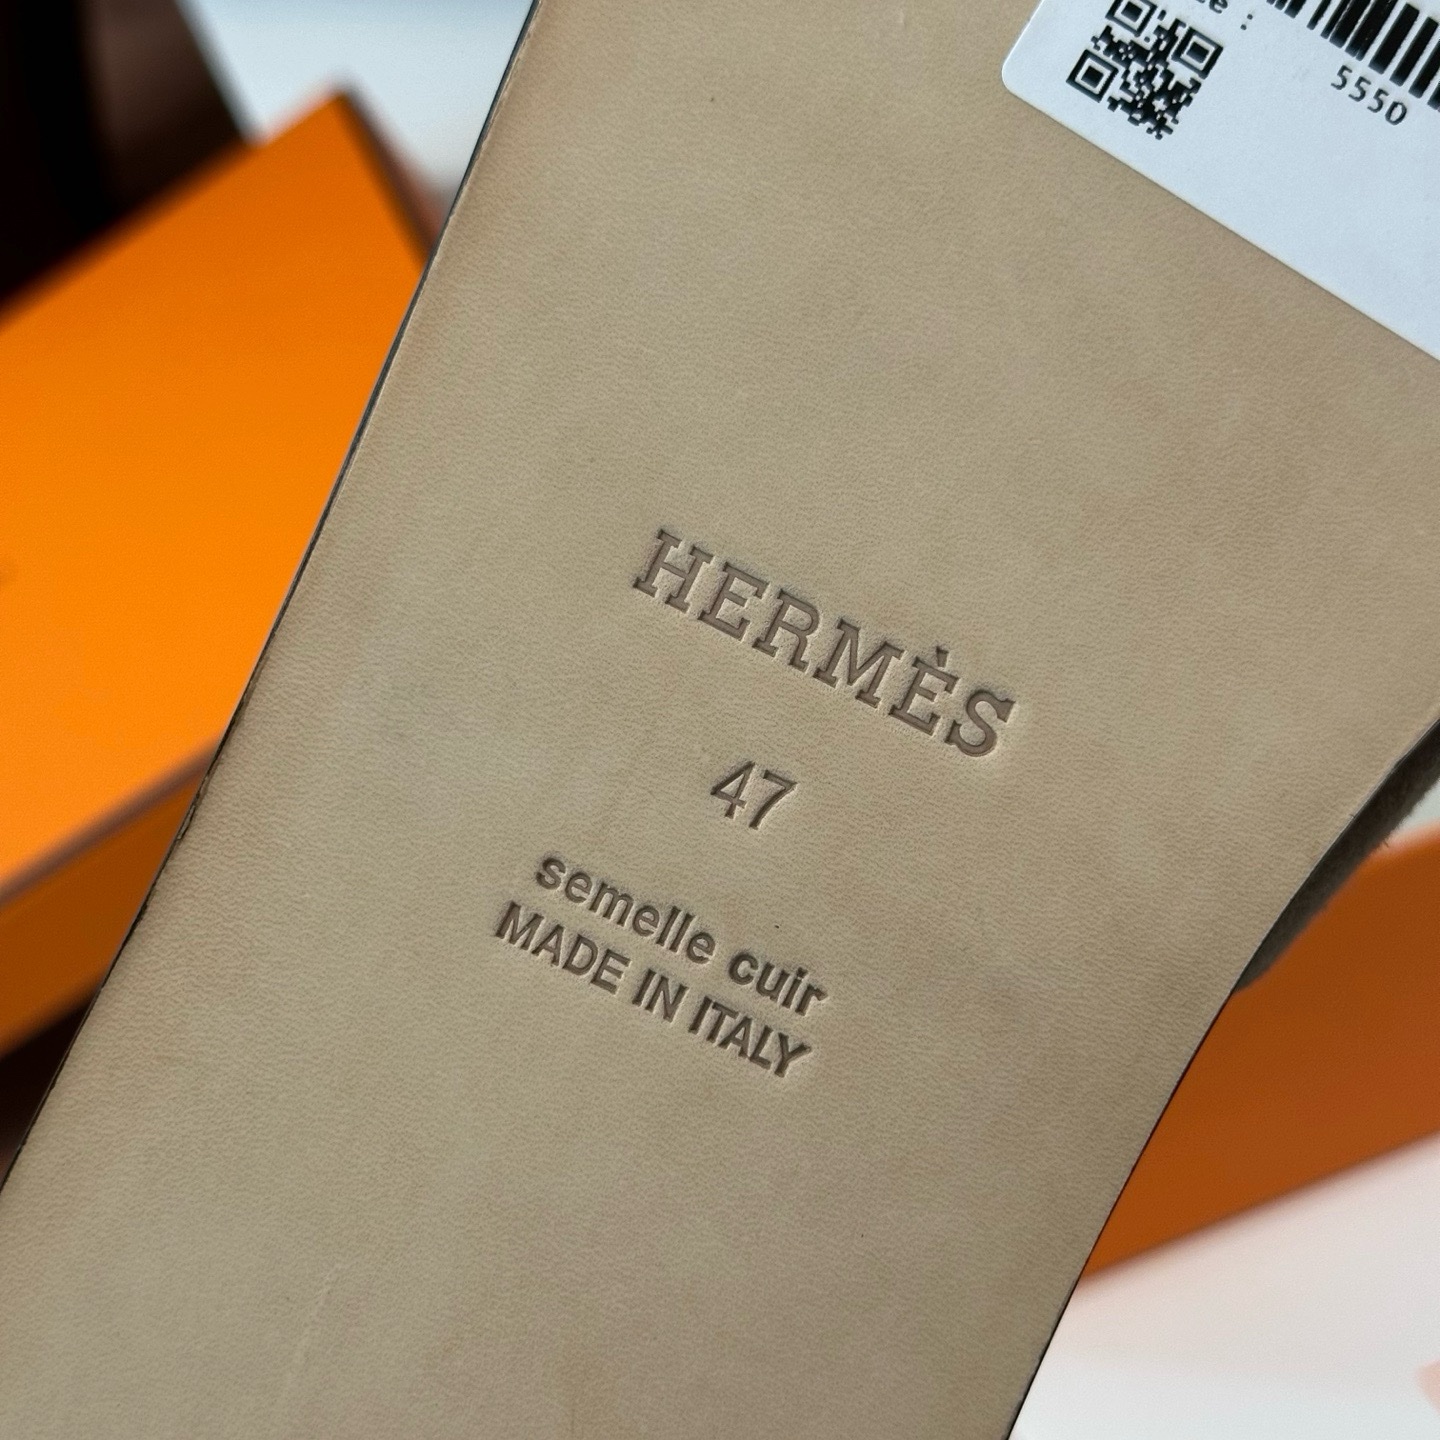 5550
HERMÈS
47
semelle cuir
MADE IN ITALY